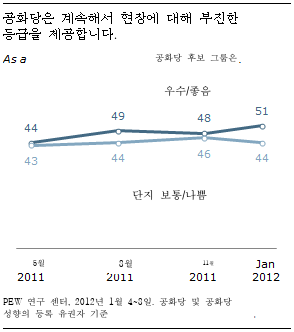 공화당은 계속해서 현장에 대해 부진한
등급을 제공합니다.
As a 공화당 후보 그룹은.
우수/좋음
44 49 48 51
43 44 46 44
단지 보통/나쁨
5월 8월 11월 Jan
2011 2011 2011 2012
PEW 연구 센터, 2012년 1월 4~8일. 공화당 및 공화당
성향의 등록 유권자 기준 .